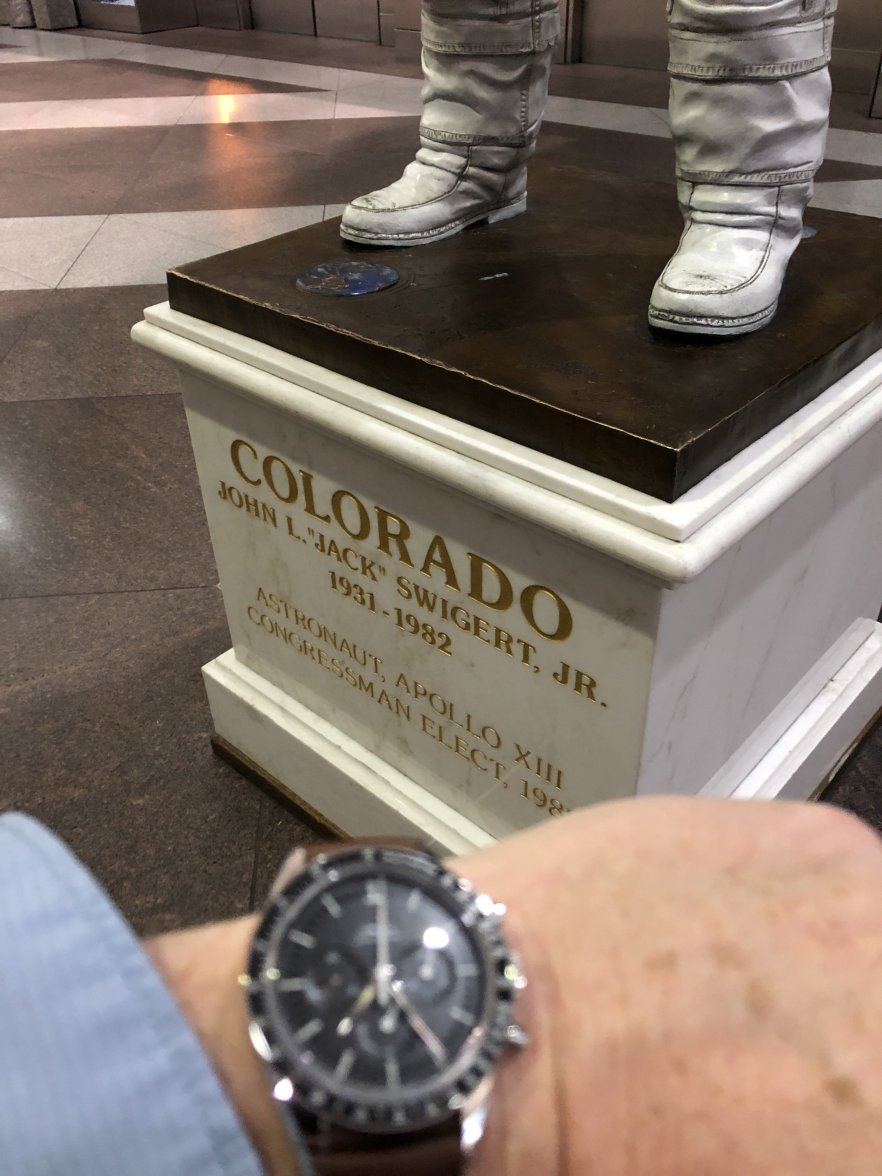 COLORADO
JOHN L. "JACK" SWIGERT, JR.
1931-1982
ASTRONAUT, APOLLO XIII
CONGRESSMAN ELECT,